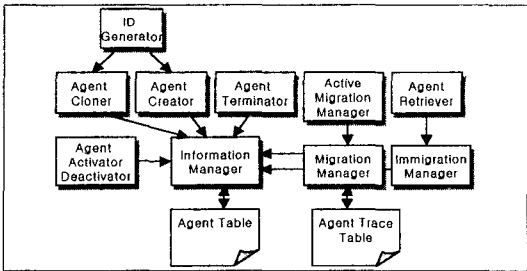 ID
Generator
Agent
Cloner
Agent
Creator
Agent
Terminator
Active
Migration
Manager
Agent
Retriever
Agent
Activator
Deactivator
Information
Manager
Migration
Manager
Immigration
Manager
Agent Table
Agent Trace
Table